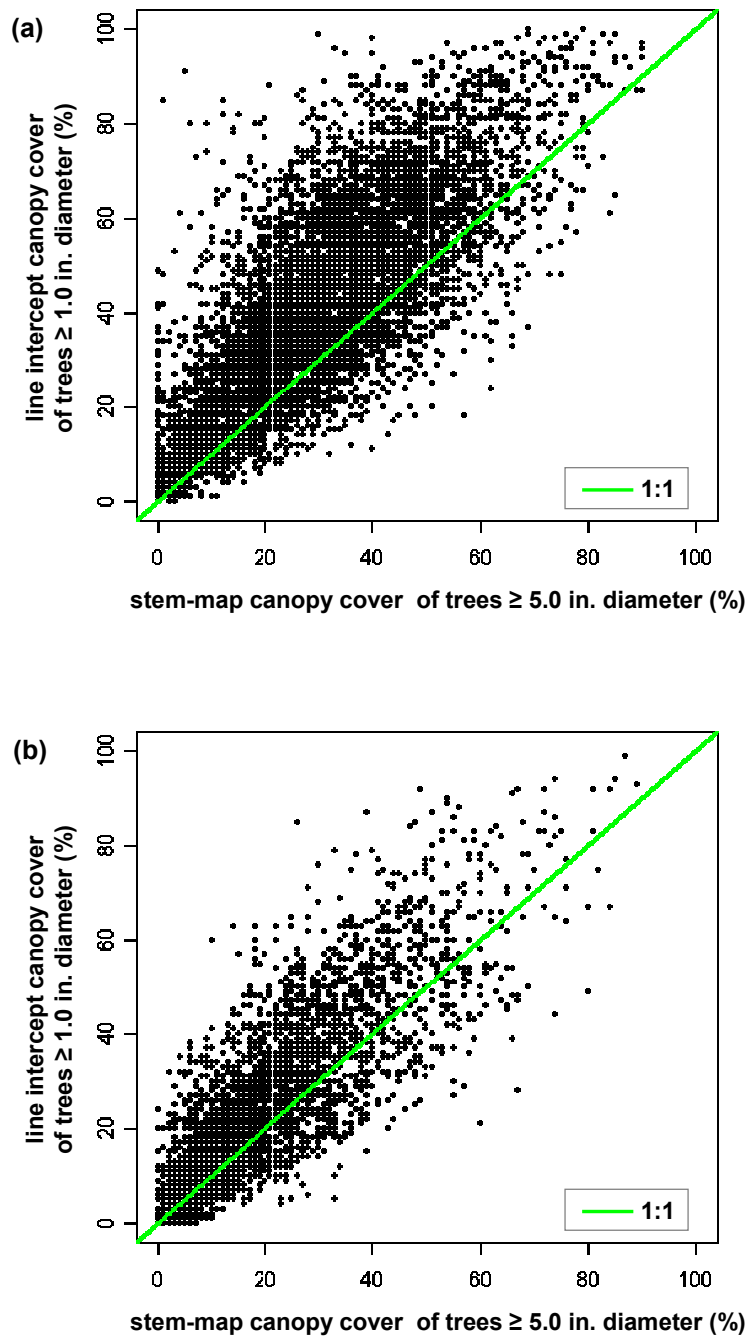 (a)
line intercept canopy cover
of trees ≥ 1.0 in. diameter (%)
100
80
60
40
20
0
1:1
0 20 40 60 80 100
stem-map canopy cover of trees ≥ 5.0 in. diameter (%)
(b)
line intercept canopy cover
of trees ≥ 1.0 in. diameter (%)
100
80
60
40
20
0
1:1
0 20 40 60 80 100
stem-map canopy cover of trees ≥ 5.0 in. diameter (%)